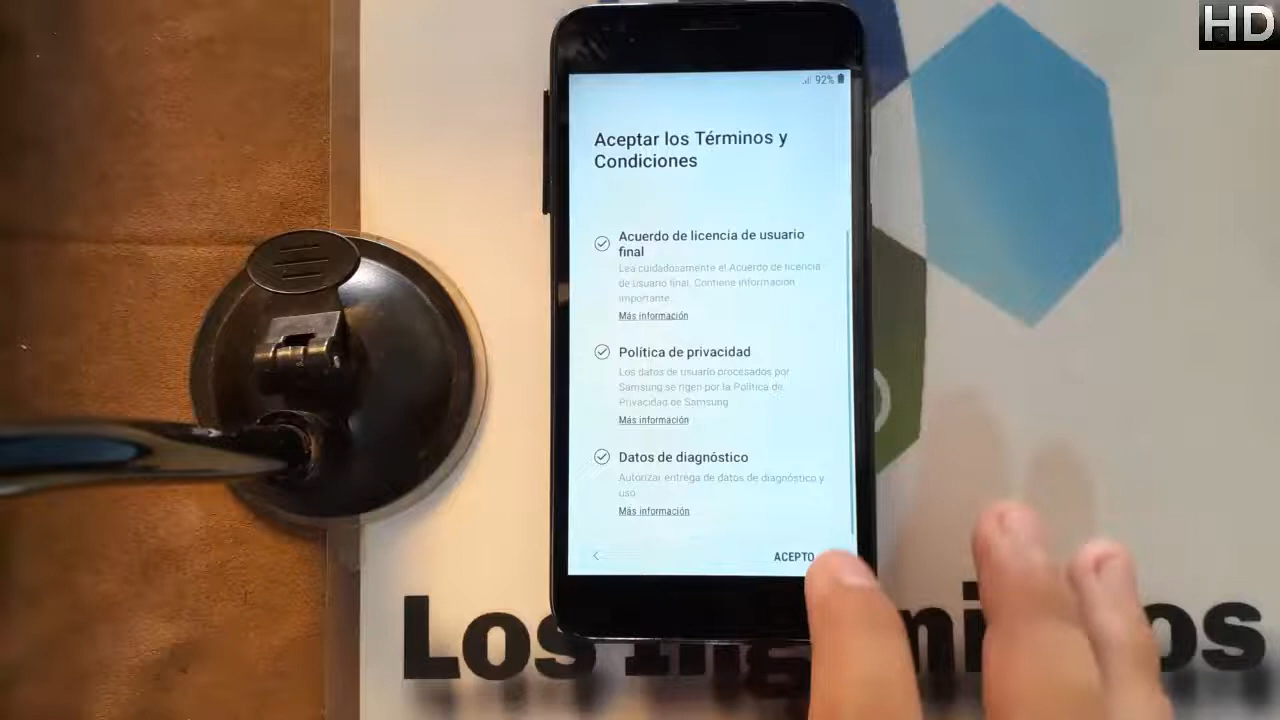 HD
92%
Aceptar los Términos y
Condiciones
Acuerdo de licencia de usuario
final
Lea cuidadosamente el Acuerdo de licencia
de usuario final. Contiene información
importante.
Más información
Política de privacidad
Los datos de usuario procesados por
Samsung se rigen por la Política de
Privacidad de Samsung
Más información
Datos de diagnóstico
Autorizar entrega de datos de diagnóstico y
uso
Más información
ACEPTO
Los